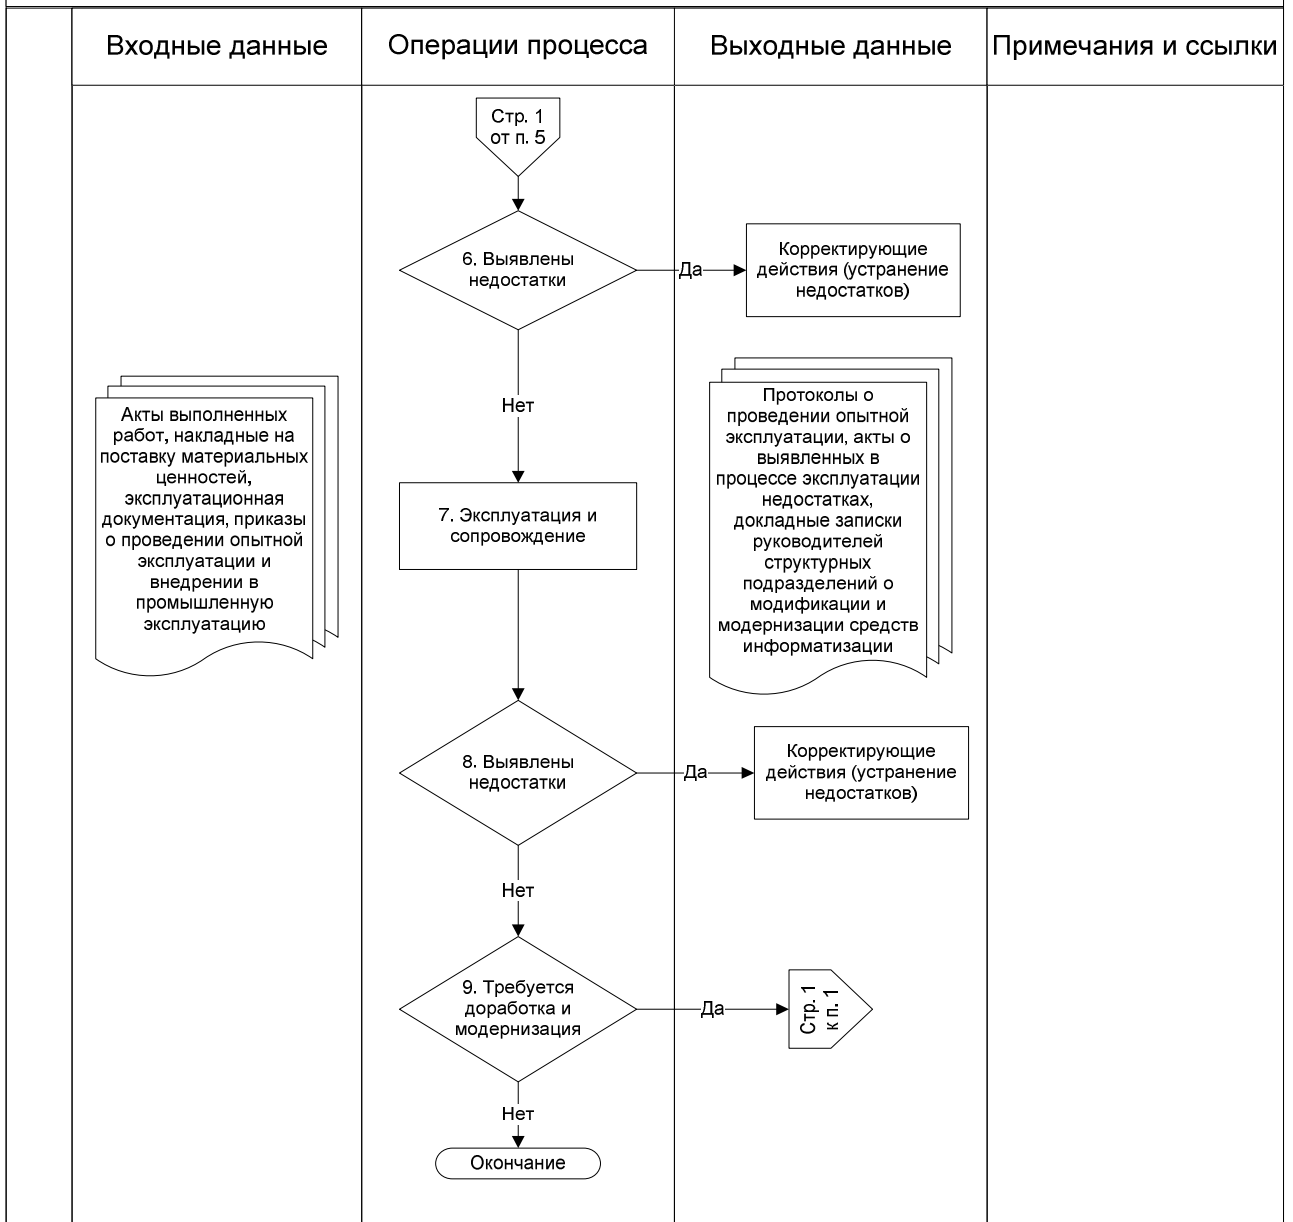 Входные данные
Операции процесса
Выходные данные
Примечания и ссылки
Стр. 1
от п. 5
6. Выявлены
недостатки
Да
Корректирующие
действия (устранение
недостатков)
Нет
Акты выполненных
работ, накладные на
поставку материальных
ценностей,
эксплуатационная
документация, приказы
о проведении опытной
эксплуатации и
внедрении в
промышленную
эксплуатацию
7. Эксплуатация и
сопровождение
Протоколы о
проведении опытной
эксплуатации, акты о
выявленных в
процессе эксплуатации
недостатках,
докладные записки
руководителей
структурных
подразделений о
модификации и
модернизации средств
информатизации
8. Выявлены
недостатки
Да
Корректирующие
действия (устранение
недостатков)
Нет
9. Требуется
доработка и
модернизация
Да
Стр. 1
к п. 1
Нет
Окончание